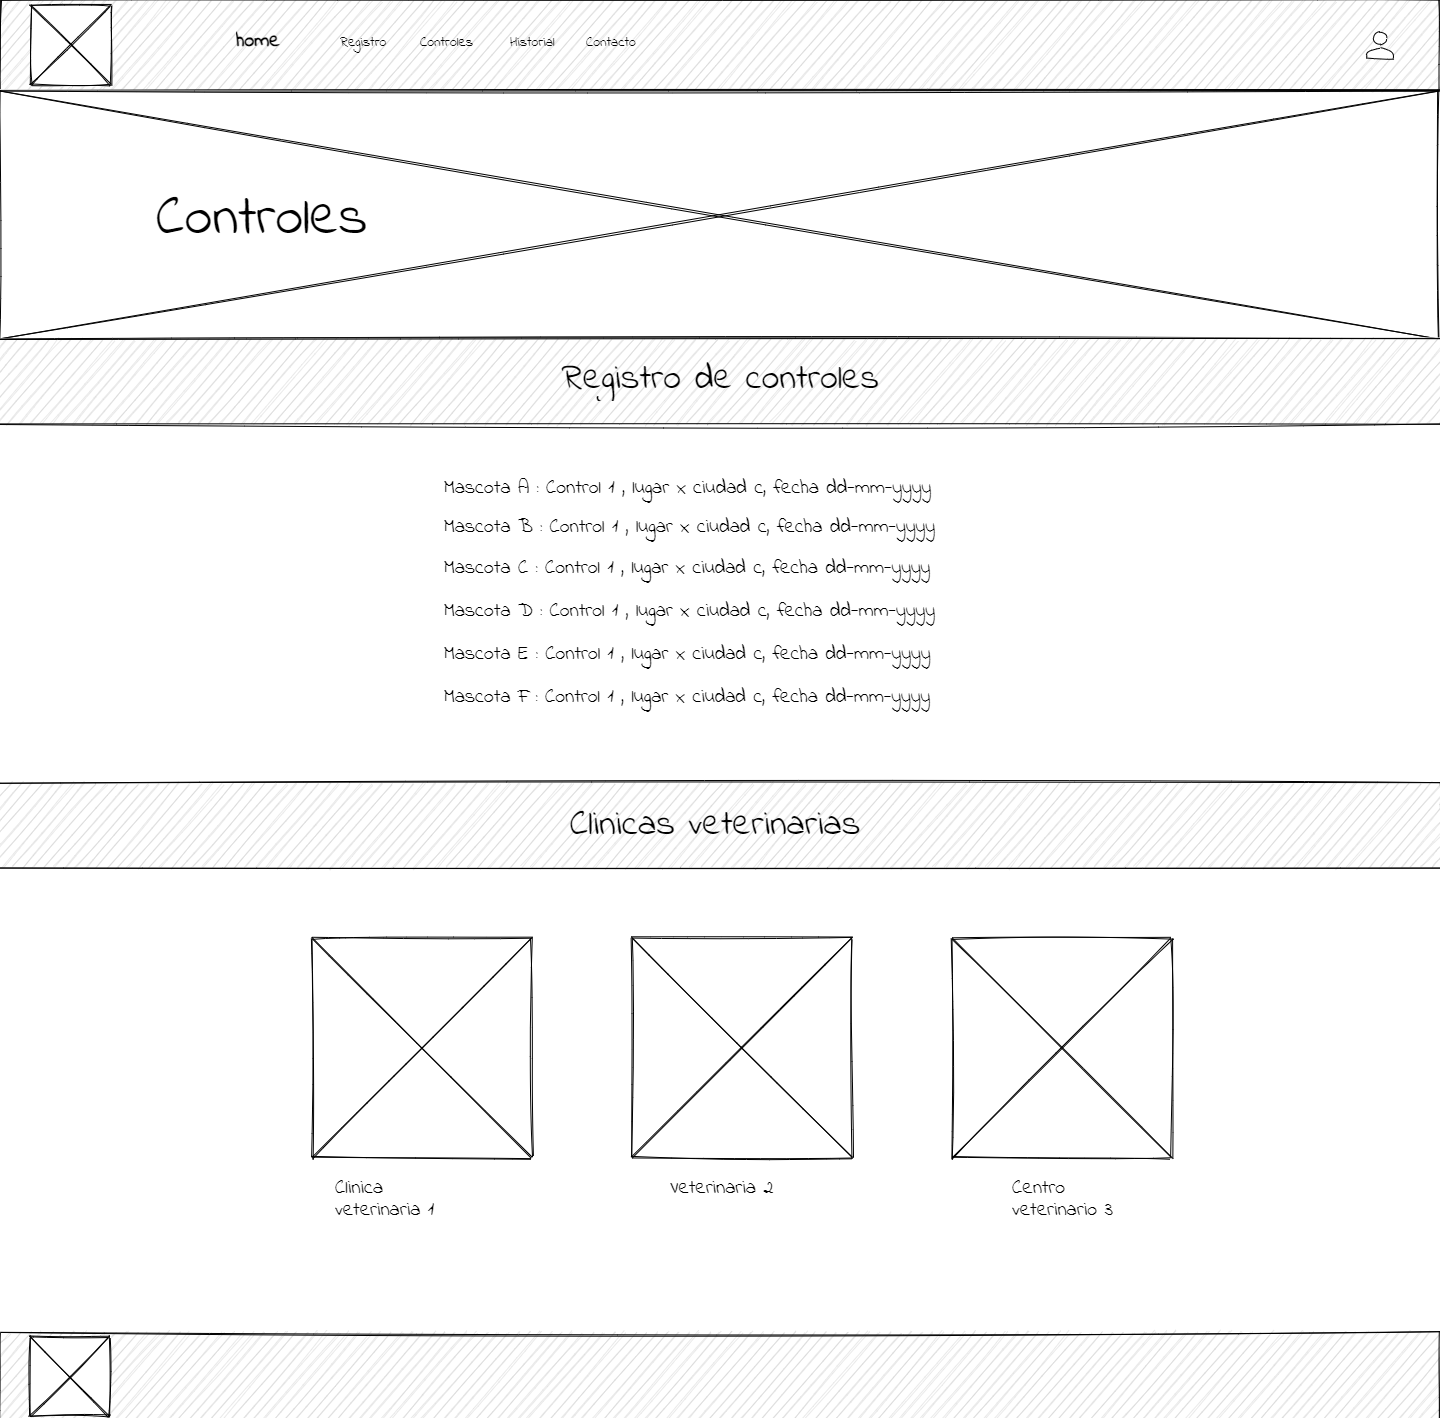 home Registro Controles Historial Contacto
Controles
Registro de controles
Mascota A : Control 1 , lugar x ciudad c, fecha dd-mm-yyyy
Mascota B : Control 1 , lugar x ciudad c, fecha dd-mm-yyyy
Mascota C : Control 1 , lugar x ciudad c, fecha dd-mm-yyyy
Mascota D : Control 1 , lugar x ciudad c, fecha dd-mm-yyyy
Mascota E : Control 1 , lugar x ciudad c, fecha dd-mm-yyyy
Mascota F : Control 1 , lugar x ciudad c, fecha dd-mm-yyyy
Clinicas veterinarias
Clinica
veterinaria 1
veterinaria 2
Centro
veterinario 3